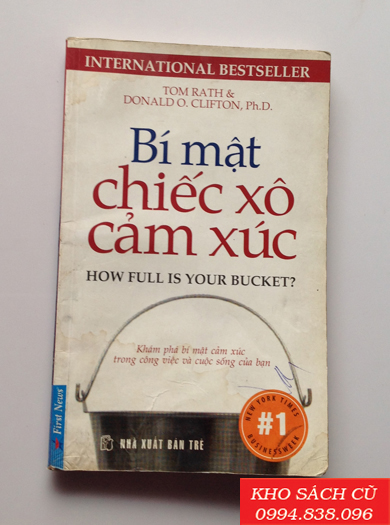 INTERNATIONAL BESTSELLER
TOM RATH &
DONALD O. CLIFTON, Ph.D.
Bí mật
chiếc xô
cảm xúc
HOW FULL IS YOUR BUCKET?
Khám phá bí mật cảm xúc
trong công việc và cuộc sống của bạn
NEW YORK TIMES
#1
BUSINESSWEEK
First News
NHÀ XUẤT BẢN TRẺ
KHO SÁCH CŨ
0994.838.096